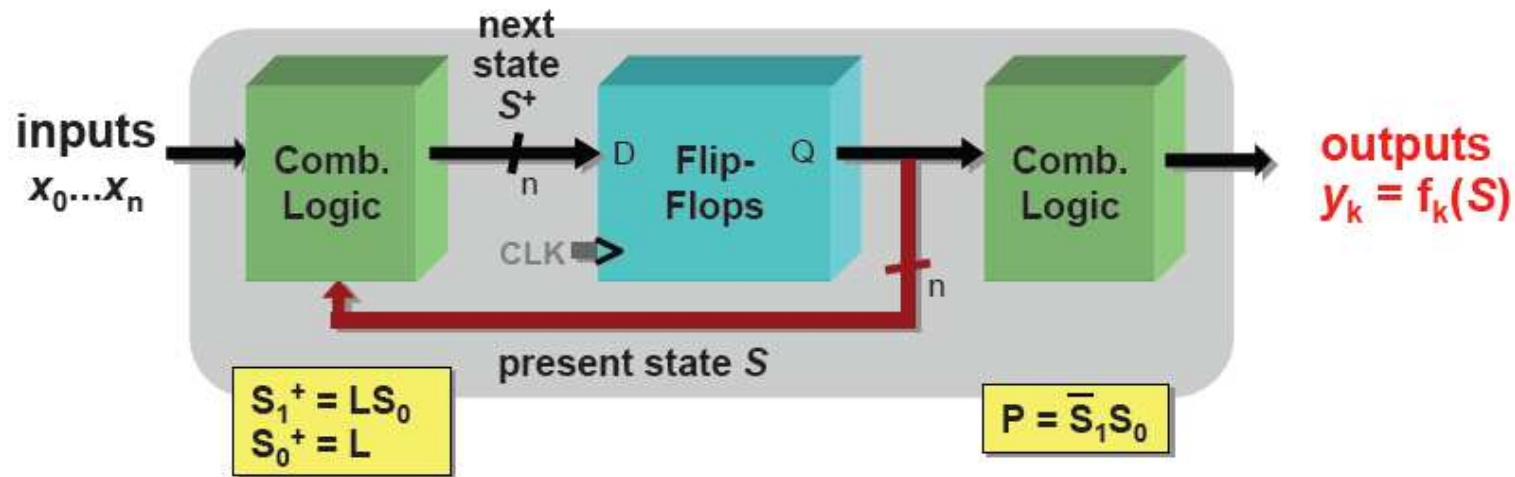 inputs
x₀...xₙ
Comb.
Logic
next
state
S⁺
n
D
Flip-
Flops
Q
CLK
n
present state S
Comb.
Logic
outputs
yₖ = fₖ(S)
S₁⁺ = LS₀
S₀⁺ = L
P = S̅₁S₀